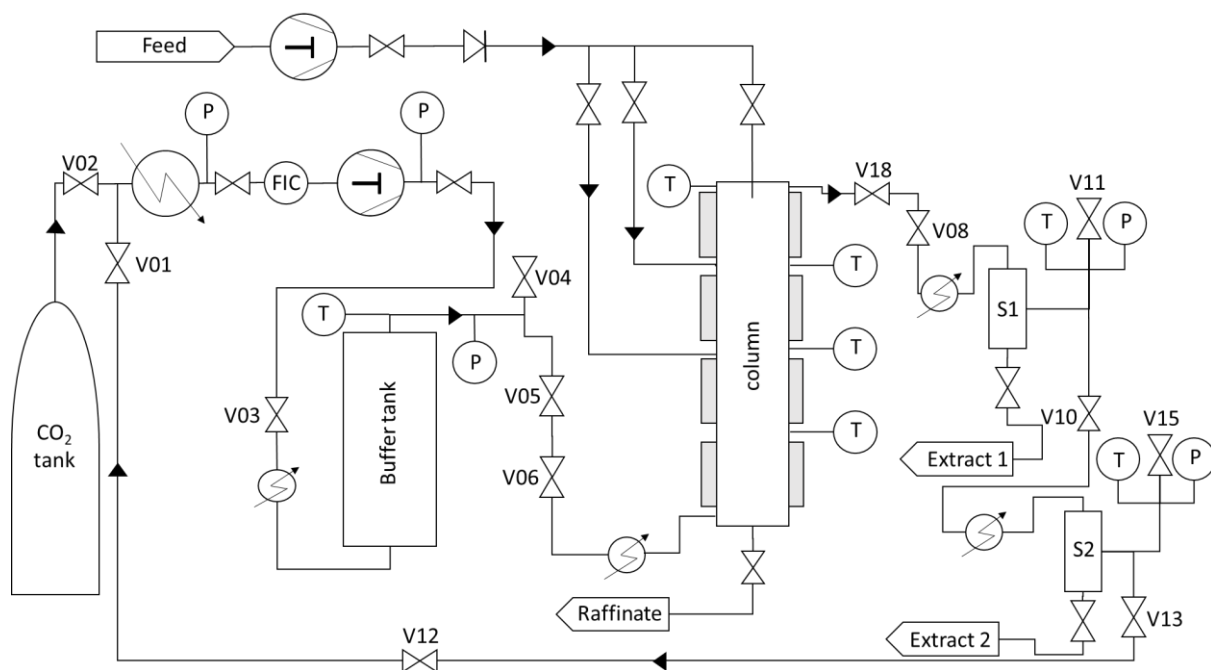 Feed
P
P
V02
FIC
T
V18
V11
T
P
V08
V01
V04
T
S1
T
P
T
V03
CO2
tank
Buffer tank
V05
column
T
V10
V15
Extract 1
T
P
V06
S2
Raffinate
V13
Extract 2
V12